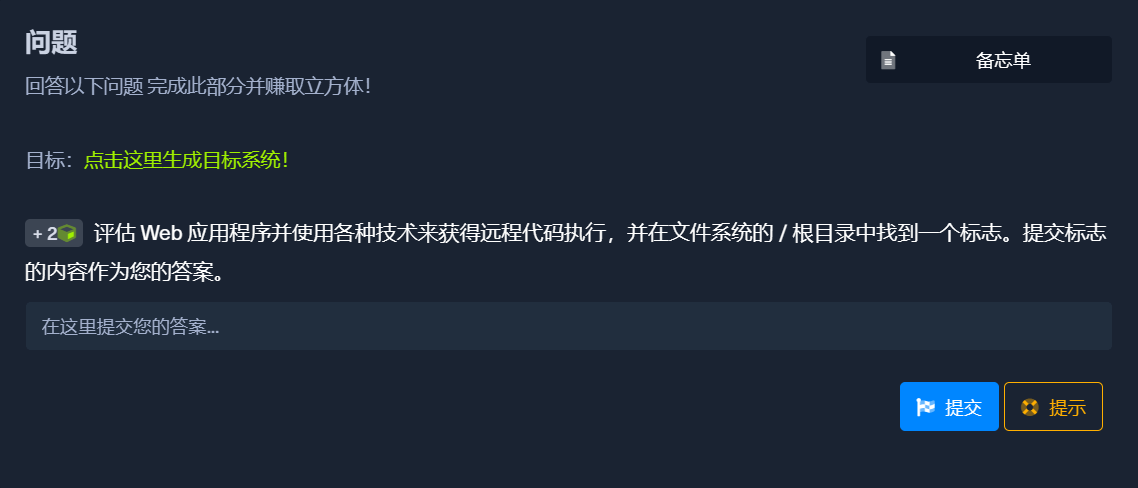 问题
备忘单
回答以下问题 完成此部分并赚取立方体！
目标：点击这里生成目标系统！
+ 2 评估 Web 应用程序并使用各种技术来获得远程代码执行，并在文件系统的 / 根目录中找到一个标志。提交标志
的内容作为您的答案。
在这里提交您的答案...
提交
提示